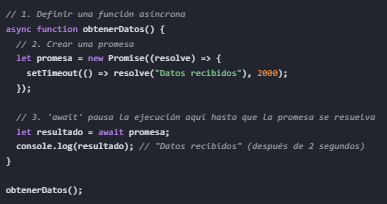 // 1. Definir una función asíncrona
async function obtenerDatos() {
  // 2. Crear una promesa
  let promesa = new Promise((resolve) => {
    setTimeout(() => resolve("Datos recibidos"), 2000);
  });

  // 3. 'await' pausa la ejecución aquí hasta que la promesa se resuelva
  let resultado = await promesa;
  console.log(resultado); // "Datos recibidos" (después de 2 segundos)
}

obtenerDatos();